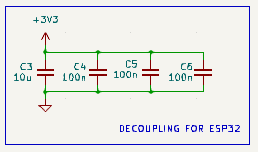 +3V3
C3
10u
C4
100n
C5
100n
C6
100n
DECOUPLING FOR ESP32